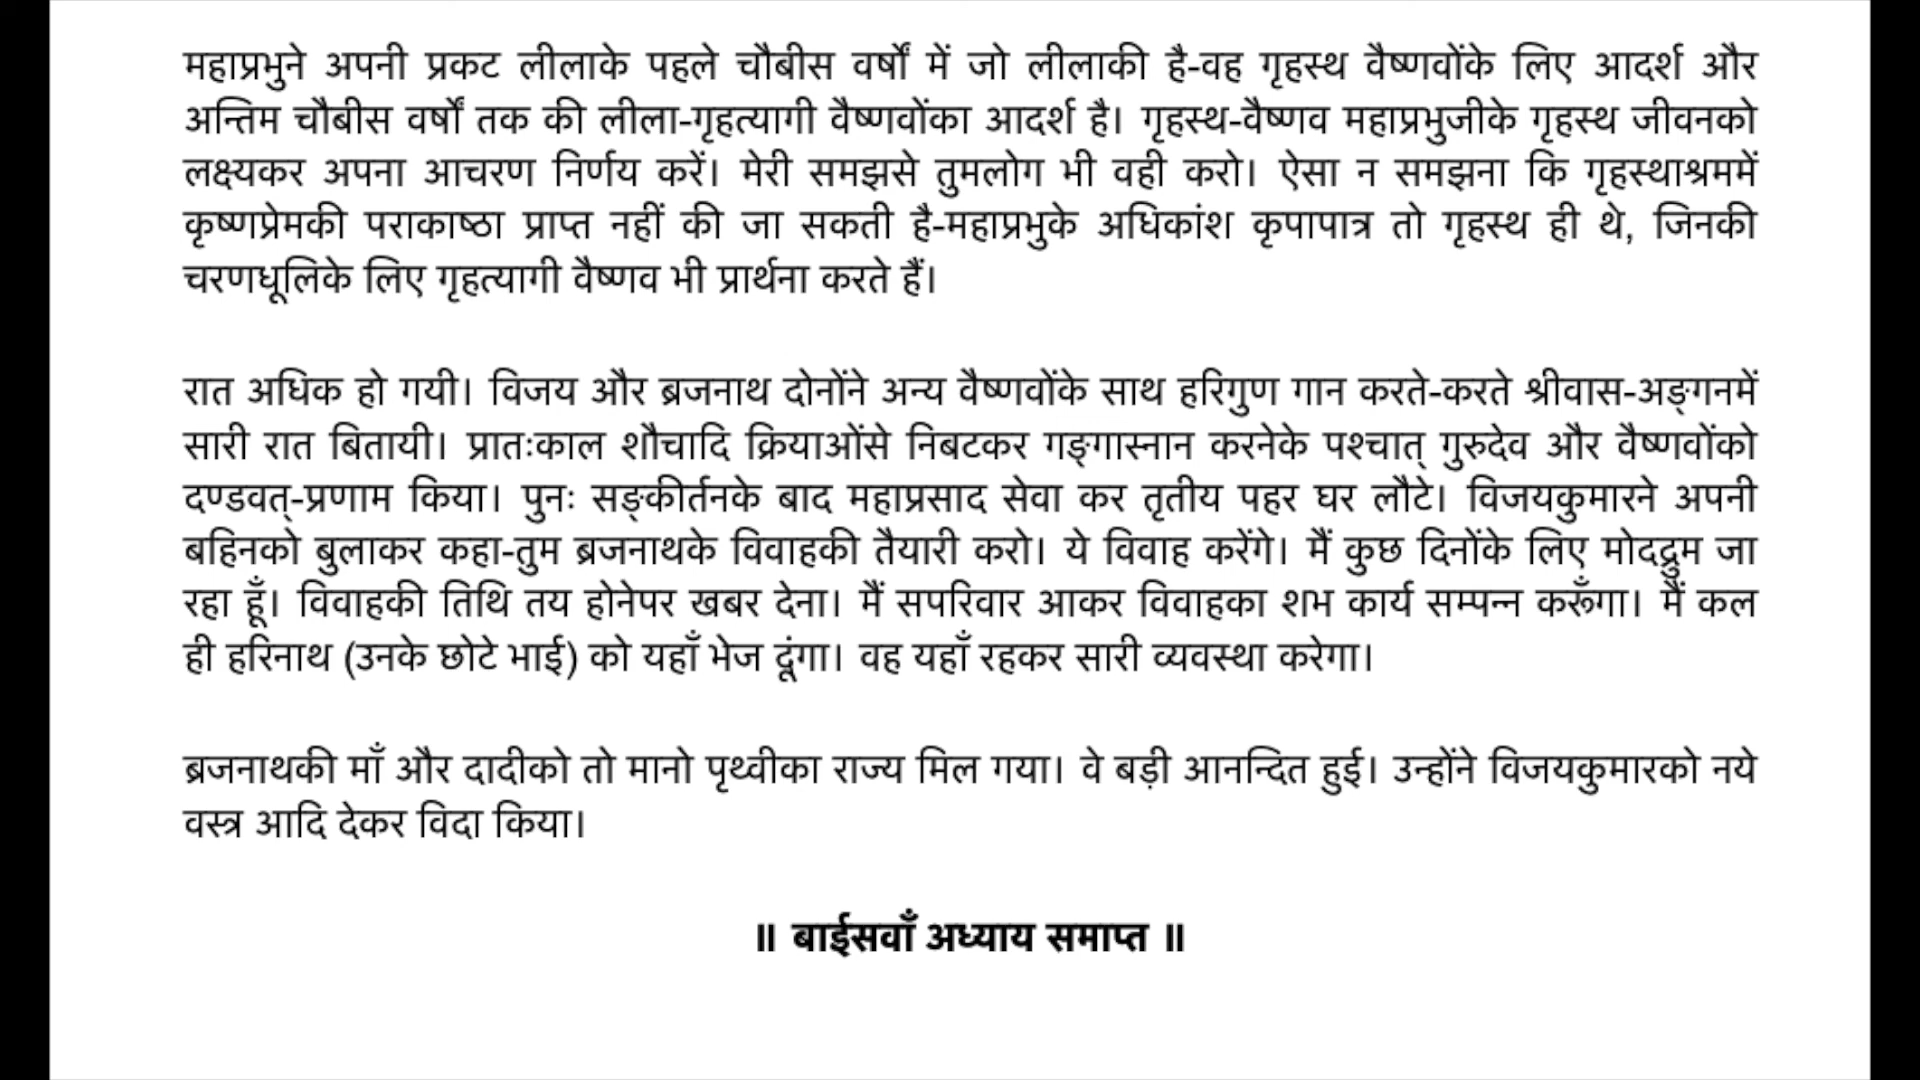 महाप्रभुने अपनी प्रकट लीलाके पहले चौबीस वर्षों में जो लीलाकी है-वह गृहस्थ वैष्णवोंके लिए आदर्श और
अन्तिम चौबीस वर्षों तक की लीला-गृहत्यागी वैष्णवोंका आदर्श है। गृहस्थ-वैष्णव महाप्रभुजीके गृहस्थ जीवनको
लक्ष्यकर अपना आचरण निर्णय करें। मेरी समझसे तुमलोग भी वही करो। ऐसा न समझना कि गृहस्थाश्रममें
कृष्णप्रेमकी पराकाष्ठा प्राप्त नहीं की जा सकती है-महाप्रभुके अधिकांश कृपापात्र तो गृहस्थ ही थे, जिनकी
चरणधूलिके लिए गृहत्यागी वैष्णव भी प्रार्थना करते हैं।
रात अधिक हो गयी। विजय और ब्रजनाथ दोनोंने अन्य वैष्णवोंके साथ हरिगुण गान करते-करते श्रीवास-अङ्गनमें
सारी रात बितायी। प्रातःकाल शौचादि क्रियाओंसे निबटकर गङ्गास्नान करनेके पश्चात् गुरुदेव और वैष्णवोंको
दण्डवत्-प्रणाम किया। पुनः सङ्कीर्तनके बाद महाप्रसाद सेवा कर तृतीय पहर घर लौटे। विजयकुमारने अपनी
बहिनको बुलाकर कहा-तुम ब्रजनाथके विवाहकी तैयारी करो। ये विवाह करेंगे। मैं कुछ दिनोंके लिए मोदद्रुम जा
रहा हूँ। विवाहकी तिथि तय होनेपर खबर देना। मैं सपरिवार आकर विवाहका शभ कार्य सम्पन्न करूँगा। मैं कल
ही हरिनाथ (उनके छोटे भाई) को यहाँ भेज दूंगा। वह यहाँ रहकर सारी व्यवस्था करेगा।
ब्रजनाथकी माँ और दादीको तो मानो पृथ्वीका राज्य मिल गया। वे बड़ी आनन्दित हुई। उन्होंने विजयकुमारको नये
वस्त्र आदि देकर विदा किया।
॥ बाईसवाँ अध्याय समाप्त ॥